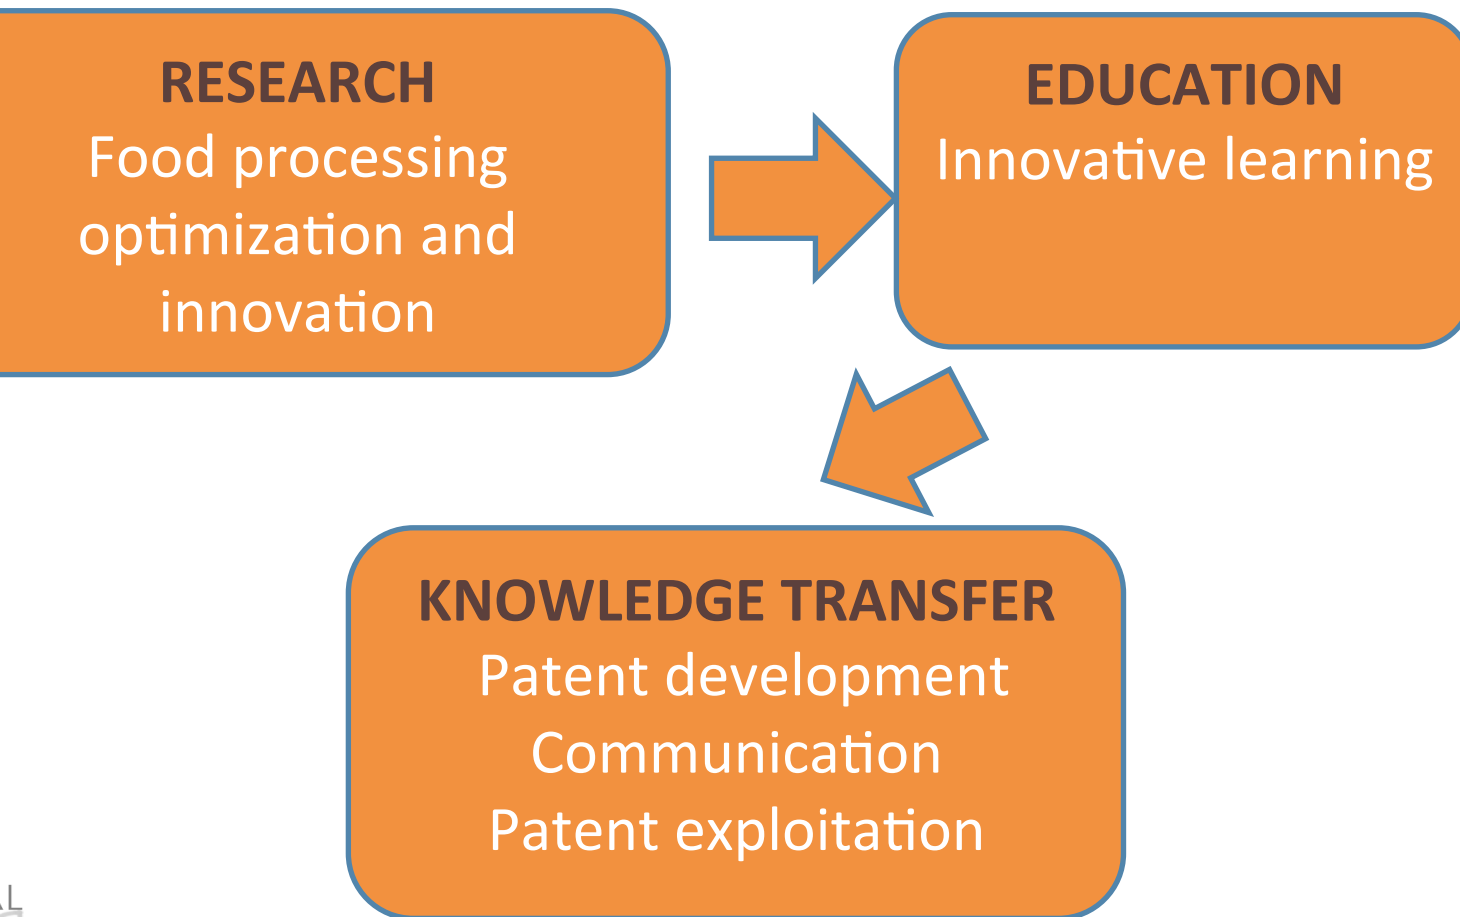 RESEARCH
Food processing
optimization and
innovation
EDUCATION
Innovative learning
KNOWLEDGE TRANSFER
Patent development
Communication
Patent exploitation